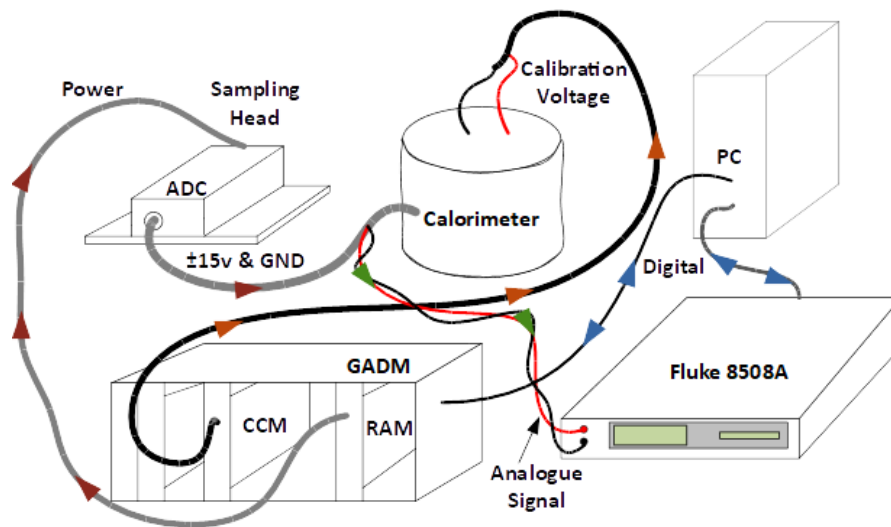 Power
Sampling
Head
Calibration
Voltage
PC
ADC
Calorimeter
±15v & GND
Digital
GADM
Fluke 8508A
CCM
RAM
Analogue
Signal